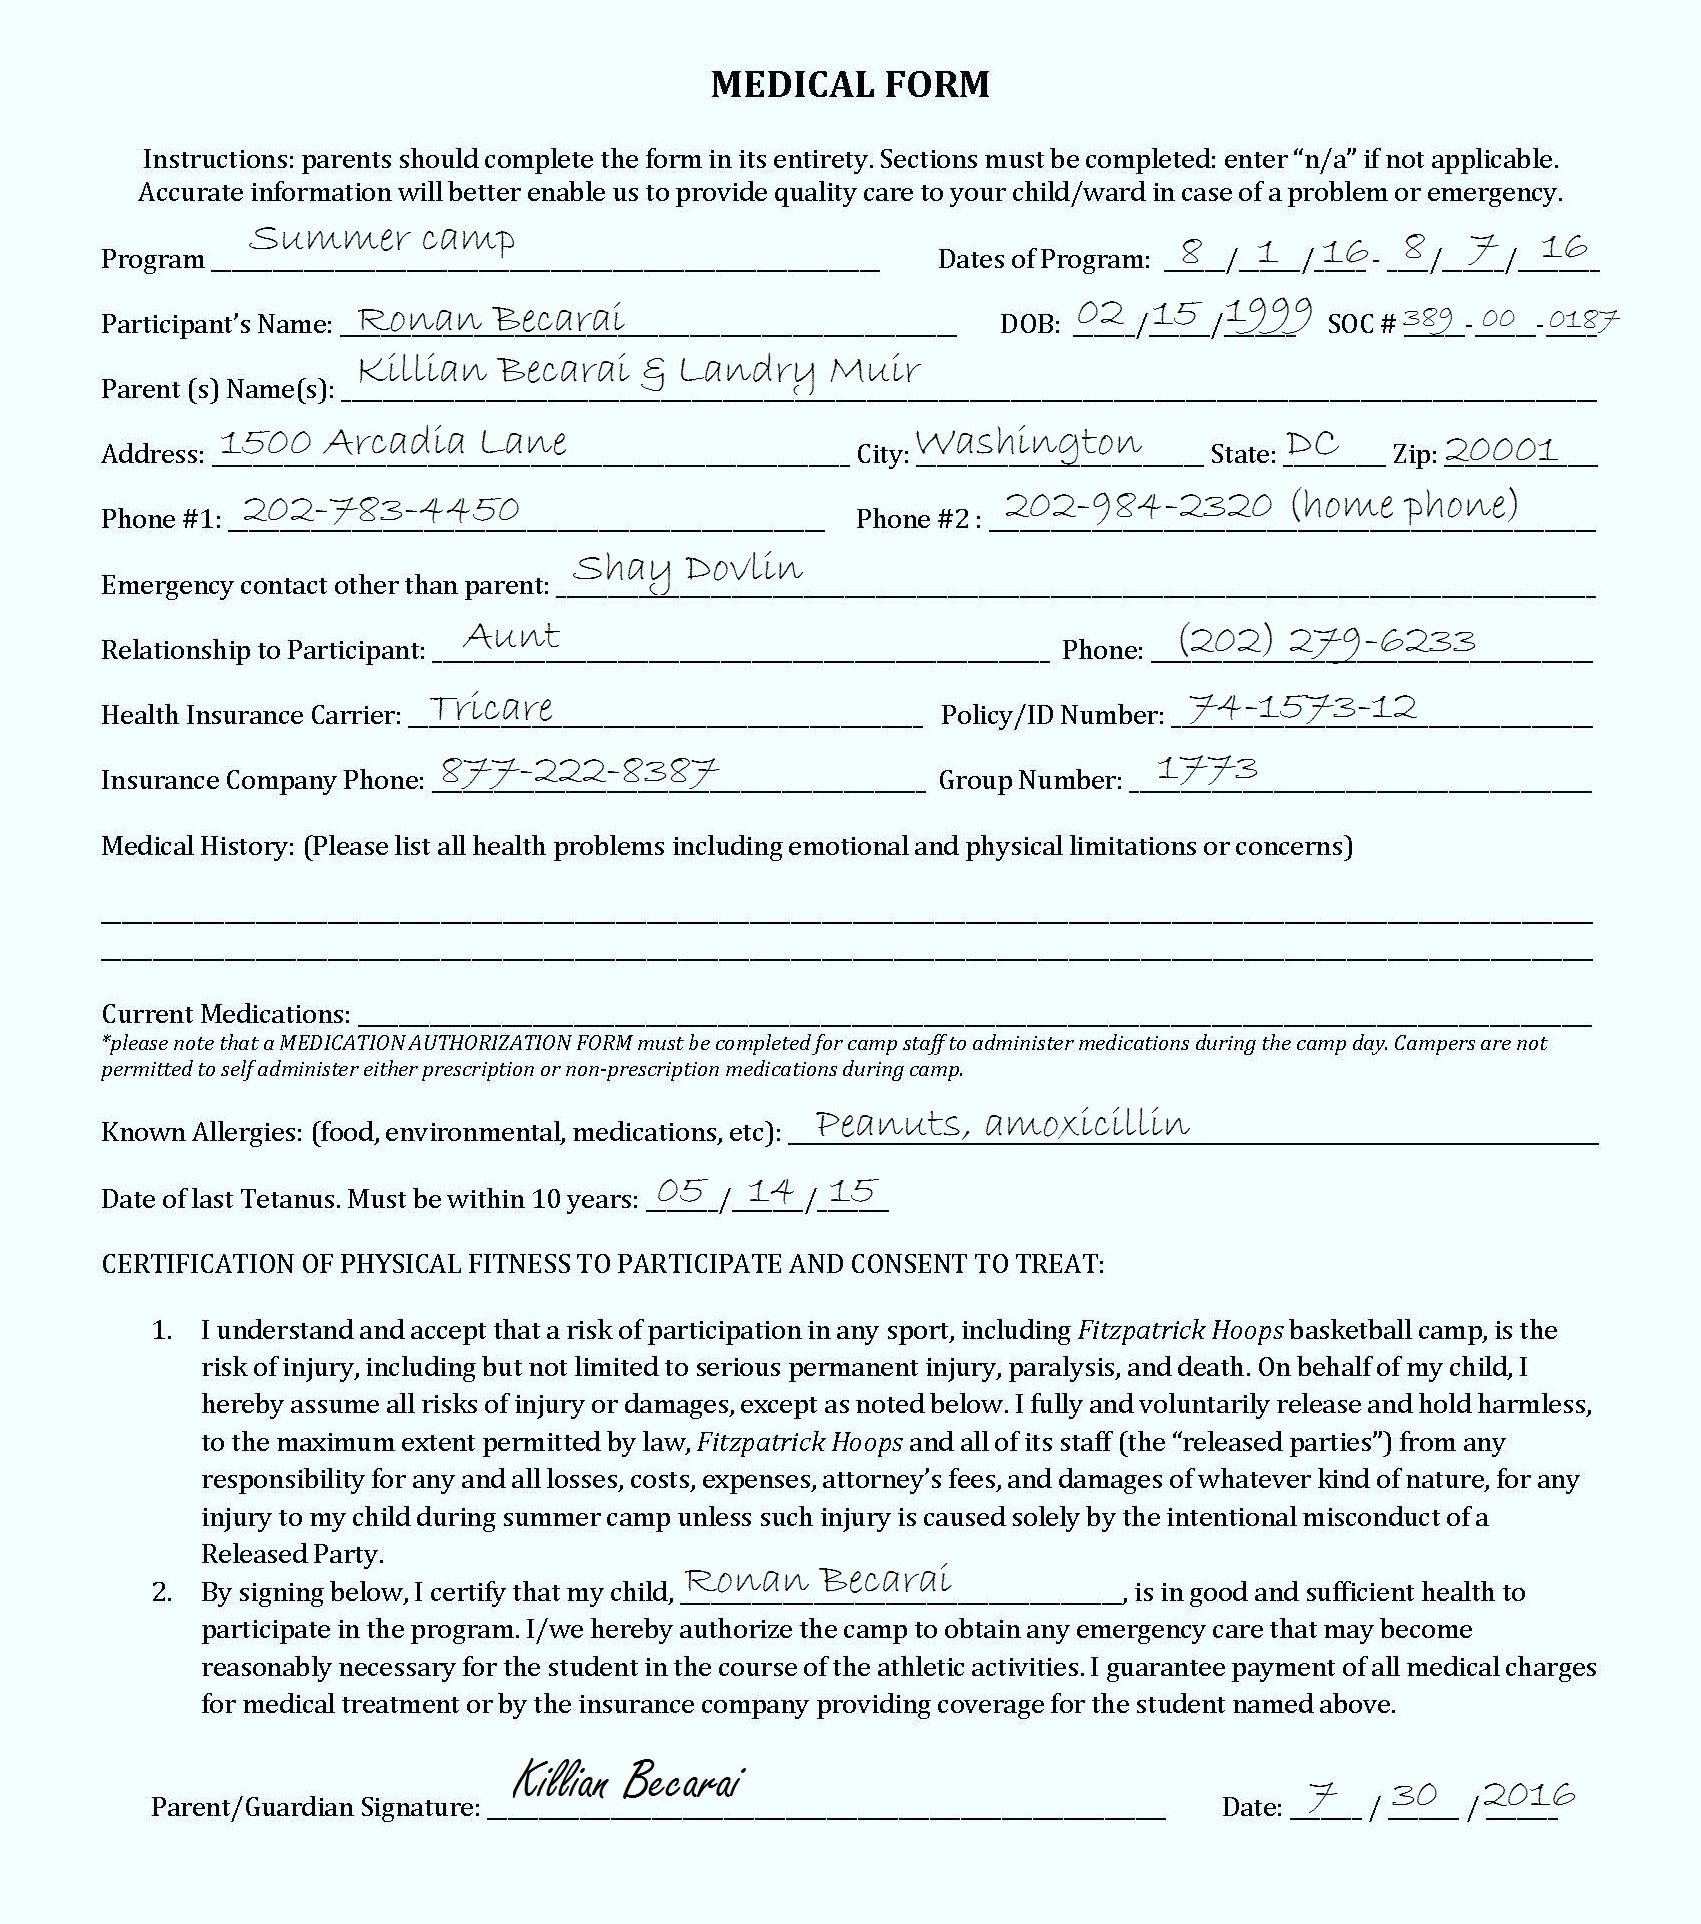 MEDICAL FORM
Instructions: parents should complete the form in its entirety. Sections must be completed: enter “n/a” if not applicable.
Accurate information will better enable us to provide quality care to your child/ward in case of a problem or emergency.
Program Summer camp Dates of Program: 8/1/16-8/7/16
Participant’s Name: Ronan Becarai DOB: 02/15/1999 SOC # 389-00-0187
Parent (s) Name(s): Killian Becarai & Landry Muir
Address: 1500 Arcadia Lane City: Washington State: DC Zip: 20001
Phone #1: 202-783-4450 Phone #2 : 202-984-2320 (home phone)
Emergency contact other than parent: Shay Dovlin
Relationship to Participant: Aunt Phone: (202) 279-6233
Health Insurance Carrier: Tricare Policy/ID Number: 74-1573-12
Insurance Company Phone: 877-222-8387 Group Number: 1773
Medical History: (Please list all health problems including emotional and physical limitations or concerns)
Current Medications:
*please note that a MEDICATION AUTHORIZATION FORM must be completed for camp staff to administer medications during the camp day. Campers are not
permitted to self administer either prescription or non-prescription medications during camp.
Known Allergies: (food, environmental, medications, etc): Peanuts, amoxicillin
Date of last Tetanus. Must be within 10 years: 05/14/15
CERTIFICATION OF PHYSICAL FITNESS TO PARTICIPATE AND CONSENT TO TREAT:
1. I understand and accept that a risk of participation in any sport, including Fitzpatrick Hoops basketball camp, is the
risk of injury, including but not limited to serious permanent injury, paralysis, and death. On behalf of my child, I
hereby assume all risks of injury or damages, except as noted below. I fully and voluntarily release and hold harmless,
to the maximum extent permitted by law, Fitzpatrick Hoops and all of its staff (the “released parties”) from any
responsibility for any and all losses, costs, expenses, attorney’s fees, and damages of whatever kind of nature, for any
injury to my child during summer camp unless such injury is caused solely by the intentional misconduct of a
Released Party.
2. By signing below, I certify that my child, Ronan Becarai, is in good and sufficient health to
participate in the program. I/we hereby authorize the camp to obtain any emergency care that may become
reasonably necessary for the student in the course of the athletic activities. I guarantee payment of all medical charges
for medical treatment or by the insurance company providing coverage for the student named above.
Parent/Guardian Signature: Killian Becarai Date: 7/30/2016